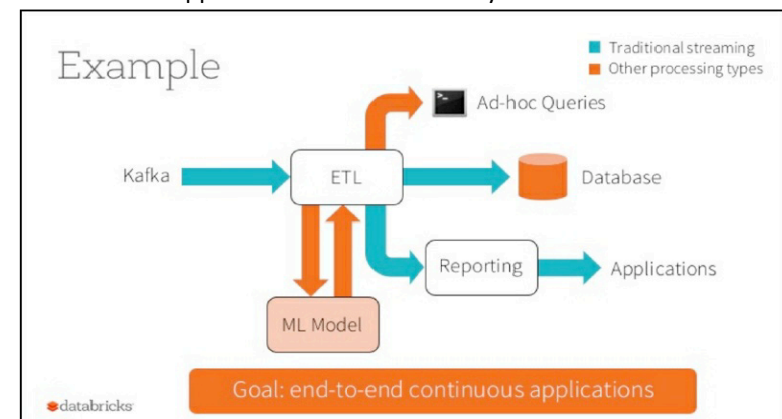 Example
Traditional streaming
Other processing types
Ad-hoc Queries
Kafka
ETL
Database
Reporting
Applications
ML Model
Goal: end-to-end continuous applications
databricks